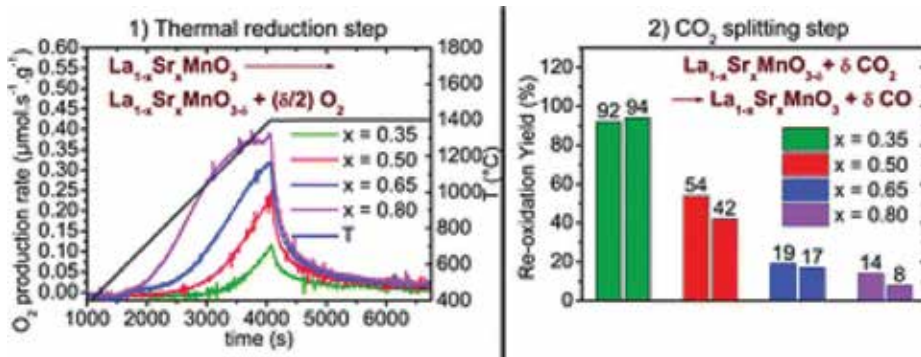 1) Thermal reduction step
O₂ production rate (µmol.s⁻¹.g⁻¹)
0.60
0.55
0.50
0.45
0.40
0.35
0.30
0.25
0.20
0.15
0.10
0.05
0.00
La₁₋ₓSrₓMnO₃ →
La₁₋ₓSrₓMnO₃₋δ + (δ/2) O₂
x = 0.35
x = 0.50
x = 0.65
x = 0.80
T
1800
1600
1400
1200
1000
800
600
400
T (°C)
1000 2000 3000 4000 5000 6000
time (s)
2) CO₂ splitting step
Re-oxidation Yield (%)
120
100
80
60
40
20
0
La₁₋ₓSrₓMnO₃₋δ + δ CO₂
→ La₁₋ₓSrₓMnO₃ + δ CO
92 94
54 42
19 17
14 8
x = 0.35
x = 0.50
x = 0.65
x = 0.80